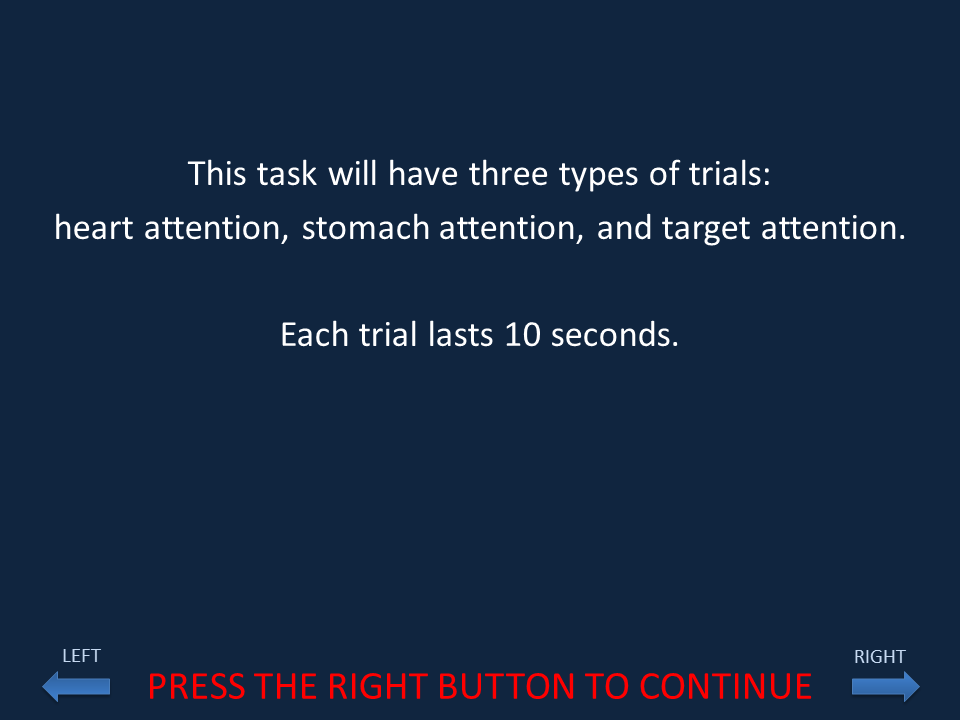 This task will have three types of trials:
heart attention, stomach attention, and target attention.
Each trial lasts 10 seconds.
LEFT
RIGHT
PRESS THE RIGHT BUTTON TO CONTINUE